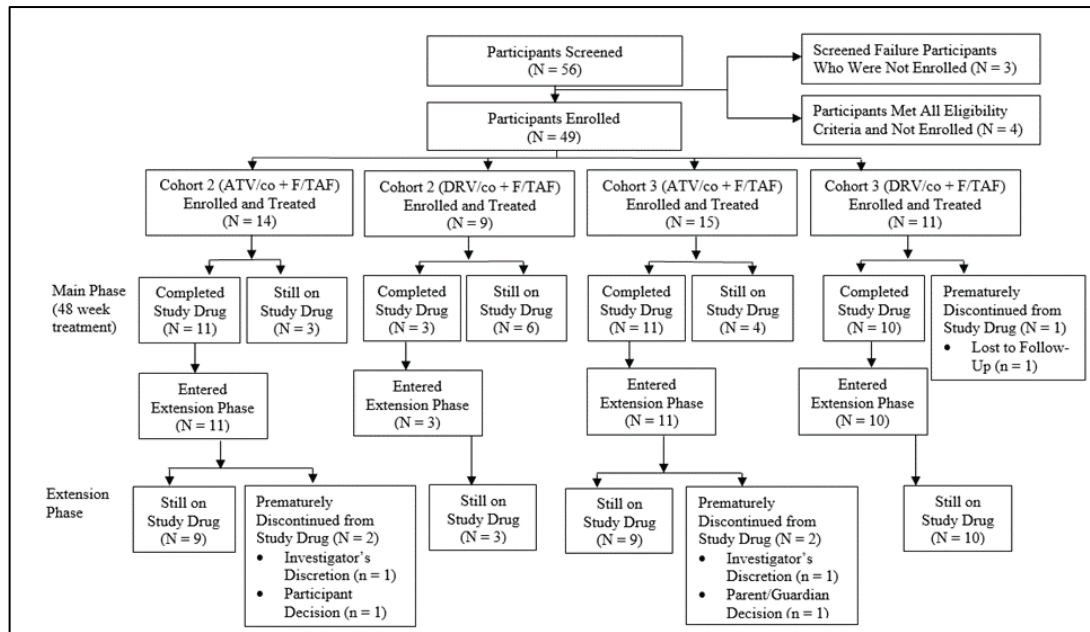 Participants Screened
(N = 56)
Screened Failure Participants
Who Were Not Enrolled (N = 3)
Participants Enrolled
(N = 49)
Participants Met All Eligibility
Criteria and Not Enrolled (N = 4)
Cohort 2 (ATV/co + F/TAF)
Enrolled and Treated
(N = 14)
Cohort 2 (DRV/co + F/TAF)
Enrolled and Treated
(N = 9)
Cohort 3 (ATV/co + F/TAF)
Enrolled and Treated
(N = 15)
Cohort 3 (DRV/co + F/TAF)
Enrolled and Treated
(N = 11)
Main Phase
(48 week
treatment)
Completed
Study Drug
(N = 11)
Still on
Study Drug
(N = 3)
Completed
Study Drug
(N = 3)
Still on
Study Drug
(N = 6)
Completed
Study Drug
(N = 11)
Still on
Study Drug
(N = 4)
Completed
Study Drug
(N = 10)
Prematurely
Discontinued from
Study Drug (N = 1)
• Lost to Follow-
Up (n = 1)
Entered
Extension Phase
(N = 11)
Entered
Extension Phase
(N = 3)
Entered
Extension Phase
(N = 11)
Entered
Extension Phase
(N = 10)
Extension
Phase
Still on
Study Drug
(N = 9)
Prematurely
Discontinued from
Study Drug (N = 2)
• Investigator's
Discretion (n = 1)
• Participant
Decision (n = 1)
Still on
Study Drug
(N = 3)
Still on
Study Drug
(N = 9)
Prematurely
Discontinued from
Study Drug (N = 2)
• Investigator's
Discretion (n = 1)
• Parent/Guardian
Decision (n = 1)
Still on
Study Drug
(N = 10)